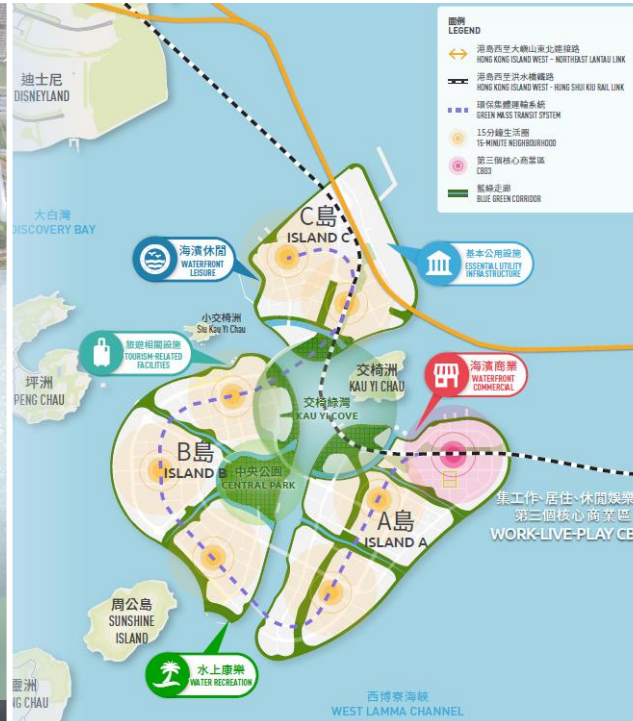 圖例
LEGEND
港島西至大嶼山東北連接路
HONG KONG ISLAND WEST - NORTHEAST LANTAU LINK
港島西至洪水橋鐵路
HONG KONG ISLAND WEST - HUNG SHUI KIU RAIL LINK
環保集體運輸系統
GREEN MASS TRANSIT SYSTEM
15分鐘生活圈
15-MINUTE NEIGHBOURHOOD
第三個核心商業區
CBD3
藍綠走廊
BLUE GREEN CORRIDOR
迪士尼
DISNEYLAND
大白灣
DISCOVERY BAY
C島
ISLAND C
海濱休閒
WATERFRONT
LEISURE
基本公用設施
ESSENTIAL UTILITY
INFRASTRUCTURE
小交椅洲
Siu Kau Yi Chau
旅遊相關設施
TOURISM-RELATED
FACILITIES
交椅洲
KAU YI CHAU
海濱商業
WATERFRONT
COMMERCIAL
坪洲
PENG CHAU
交椅綠灣
KAU YI COVE
B島
ISLAND B
中央公園
CENTRAL PARK
A島
ISLAND A
集工作、居住、休閒娛樂
第三個核心商業區
WORK-LIVE-PLAY
周公島
SUNSHINE
ISLAND
水上康樂
WATER RECREATION
洲
CHAU
西博寮海峽
WEST LAMMA CHANNEL